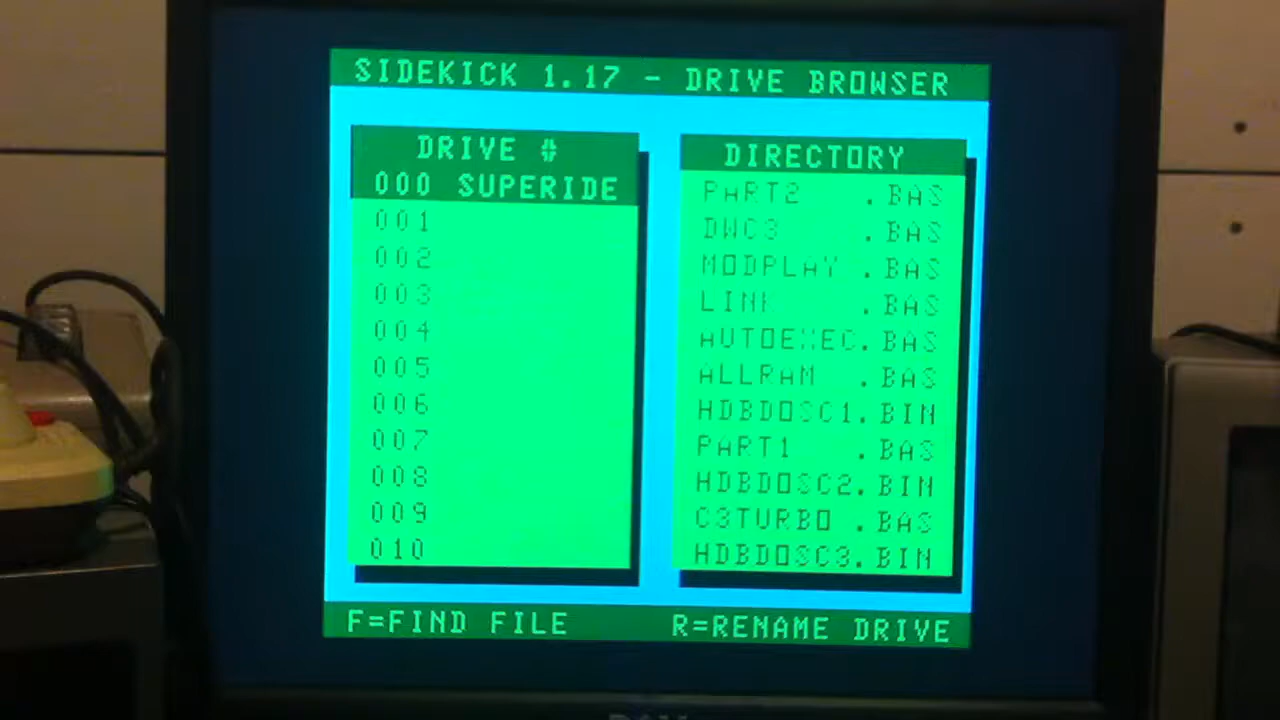 SIDEKICK 1.17 - DRIVE BROWSER
DRIVE #
000 SUPERIDE
001
002
003
004
005
006
007
008
009
010
DIRECTORY
PART2 .BAS
DWC3 .BAS
MODPLAY .BAS
LINK .BAS
AUTOEXEC.BAS
ALLRAM .BAS
HDBDOSC1.BIN
PART1 .BAS
HDBDOSC2.BIN
C3TURBO .BAS
HDBDOSC3.BIN
F=FIND FILE R=RENAME DRIVE